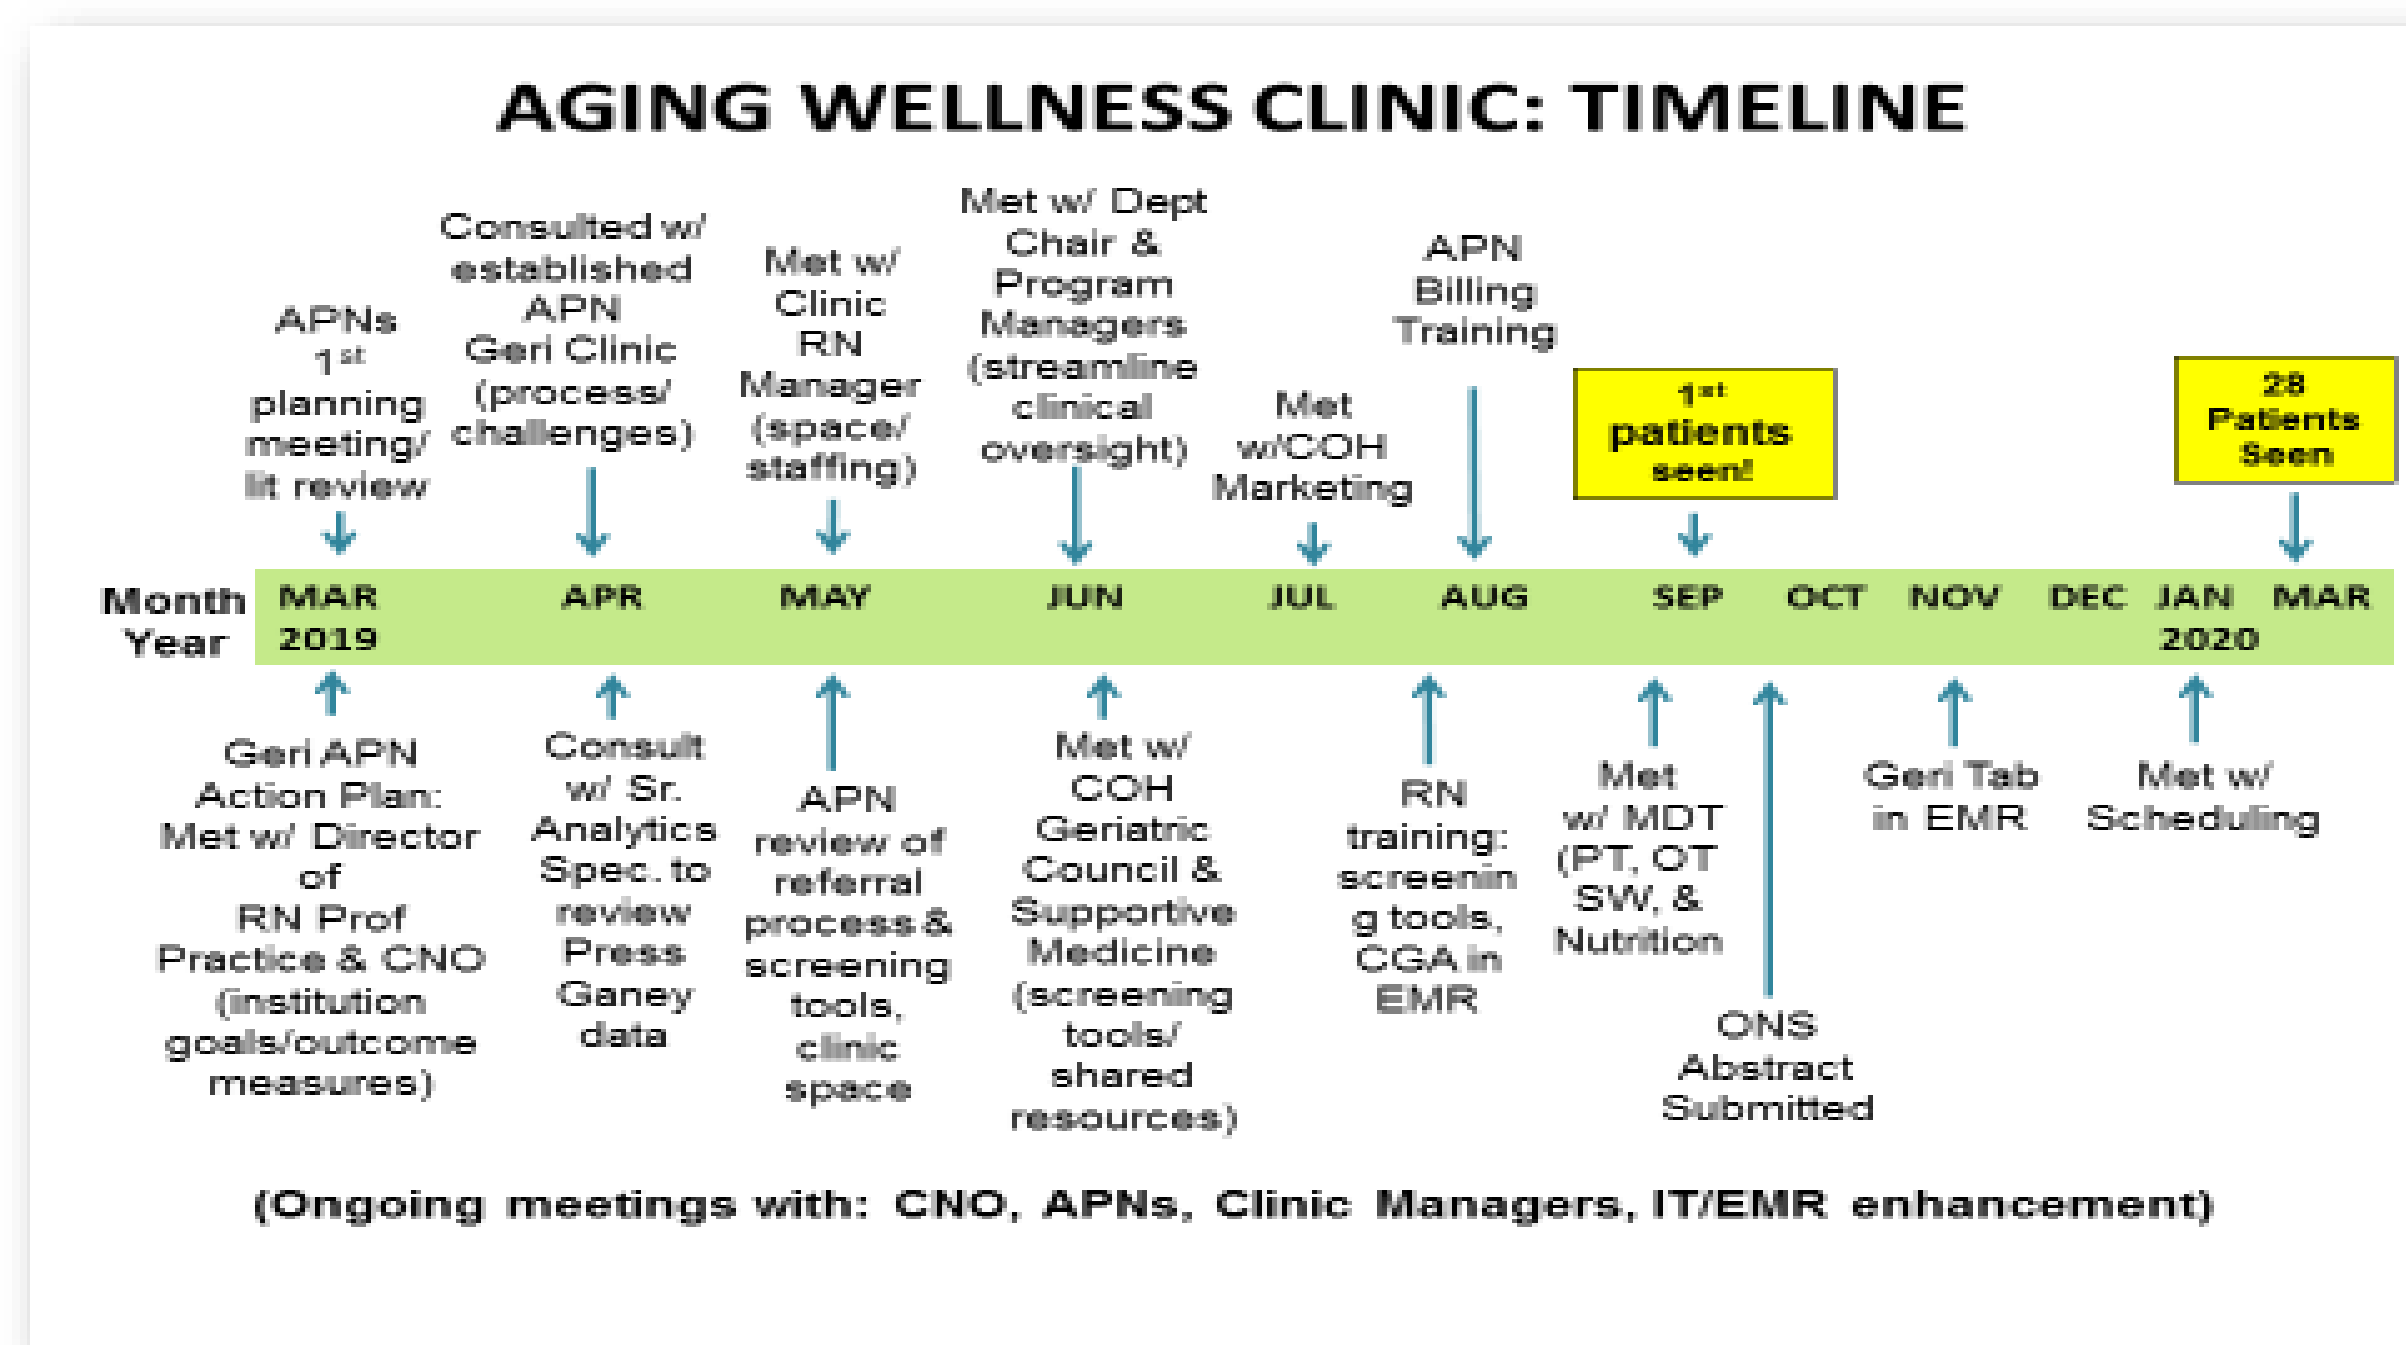 AGING WELLNESS CLINIC: TIMELINE
APNs
1st
planning
meeting/
lit review
Consulted w/
established
APN
Geri Clinic
(process/
challenges)
Met w/
Clinic
RN
Manager
(space/
staffing)
Met w/ Dept
Chair &
Program
Managers
(streamline
clinical
oversight)
Met
w/COH
Marketing
APN
Billing
Training
1st
patients
seen!
28
Patients
Seen
Month
Year
MAR
2019
APR
MAY
JUN
JUL
AUG
SEP
OCT
NOV
DEC
JAN
2020
MAR
Geri APN
Action Plan:
Met w/ Director
of
RN Prof
Practice & CNO
(institution
goals/outcome
measures)
Consult
w/ Sr.
Analytics
Spec. to
review
Press
Ganey
data
APN
review of
referral
process &
screening
tools,
clinic
space
Met w/
COH
Geriatric
Council &
Supportive
Medicine
(screening
tools/
shared
resources)
RN
training:
screenin
g tools,
CGA in
EMR
Met
w/ MDT
(PT, OT
SW, &
Nutrition
ONS
Abstract
Submitted
Geri Tab
in EMR
Met w/
Scheduling
(Ongoing meetings with: CNO, APNs, Clinic Managers, IT/EMR enhancement)